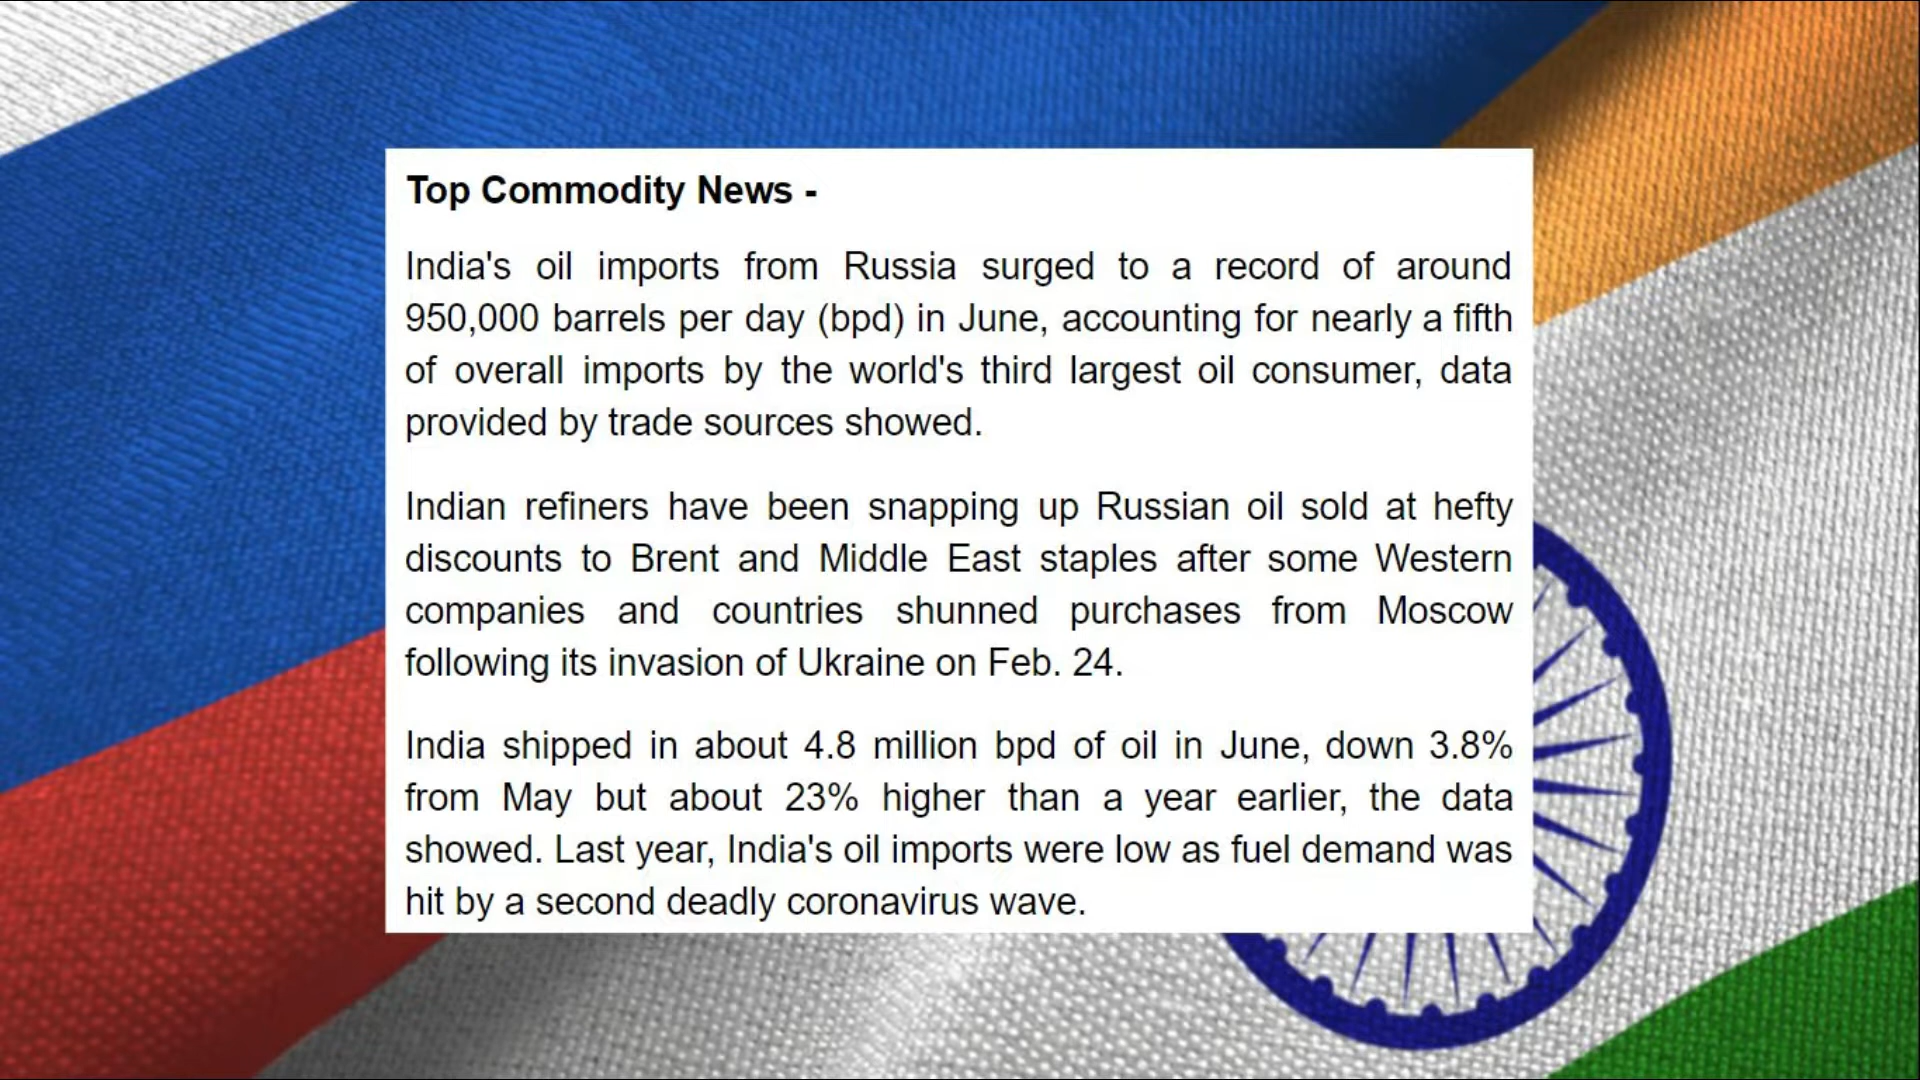 Top Commodity News -
India's oil imports from Russia surged to a record of around
950,000 barrels per day (bpd) in June, accounting for nearly a fifth
of overall imports by the world's third largest oil consumer, data
provided by trade sources showed.
Indian refiners have been snapping up Russian oil sold at hefty
discounts to Brent and Middle East staples after some Western
companies and countries shunned purchases from Moscow
following its invasion of Ukraine on Feb. 24.
India shipped in about 4.8 million bpd of oil in June, down 3.8%
from May but about 23% higher than a year earlier, the data
showed. Last year, India's oil imports were low as fuel demand was
hit by a second deadly coronavirus wave.